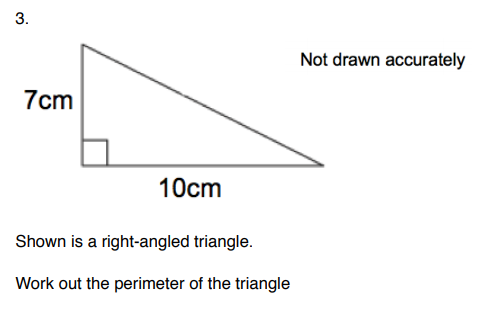 3.
Not drawn accurately
7cm
10cm
Shown is a right-angled triangle.
Work out the perimeter of the triangle